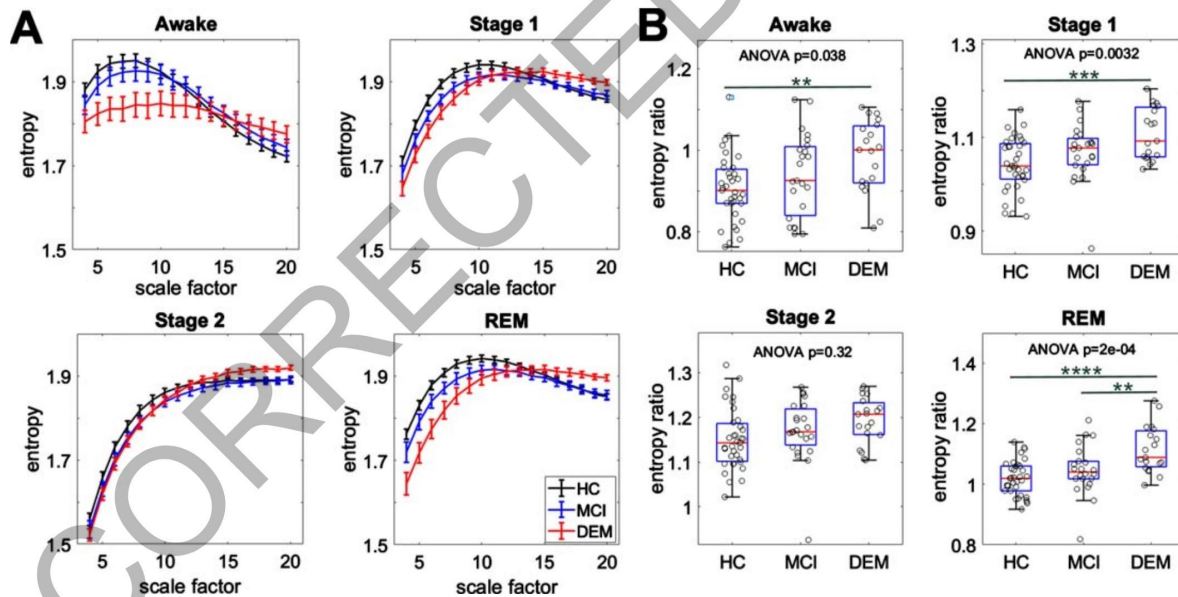 A
Awake
entropy
1.9
1.7
1.5
5 10 15 20
scale factor
Stage 1
entropy
1.9
1.7
1.5
5 10 15 20
scale factor
Stage 2
entropy
1.9
1.7
1.5
5 10 15 20
scale factor
REM
entropy
1.9
1.7
1.5
5 10 15 20
scale factor
HC
MCI
DEM
B
Awake
ANOVA p=0.038
**
entropy ratio
1.2
1
0.8
HC MCI DEM
Stage 1
ANOVA p=0.0032
***
entropy ratio
1.3
1.1
0.9
HC MCI DEM
Stage 2
ANOVA p=0.32
entropy ratio
1.3
1.2
1.1
1
HC MCI DEM
REM
ANOVA p=2e-04
****
**
entropy ratio
1.4
1.2
1
0.8
HC MCI DEM
CORRECTED